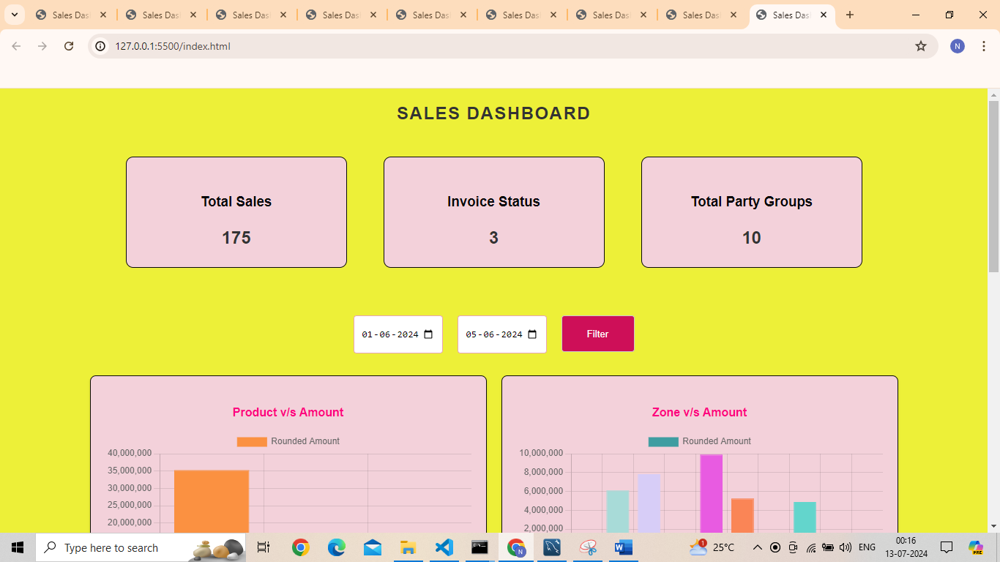 Sales Das Sales Das Sales Das Sales Das Sales Das Sales Das Sales Das Sales Das Sales Das
127.0.0.1:5500/index.html
N
SALES DASHBOARD
Total Sales Invoice Status Total Party Groups
175 3 10
01-06-2024 05-06-2024 Filter
Product v/s Amount
Rounded Amount
40,000,000
35,000,000
30,000,000
25,000,000
20,000,000
Zone v/s Amount
Rounded Amount
10,000,000
8,000,000
6,000,000
4,000,000
2,000,000
Type here to search
N
W
1
25°C
ENG
00:16
13-07-2024
PRE